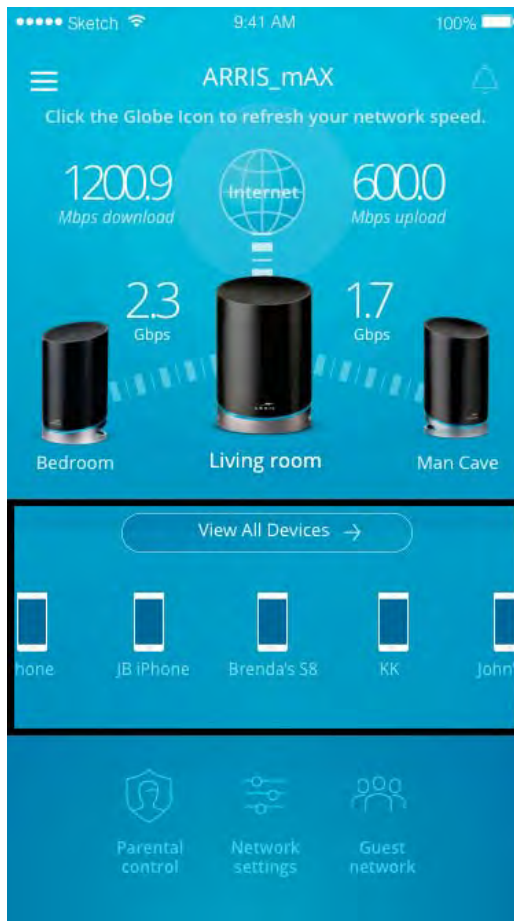 Sketch 9:41 AM 100%
ARRIS_mAX
Click the Globe Icon to refresh your network speed.
1200.9 Internet 600.0
Mbps download Mbps upload
2.3 1.7
Gbps Gbps
ARRIS
Bedroom Living room Man Cave
View All Devices →
hone JB iPhone Brenda's S8 KK John'
Parental Network Guest
control settings network